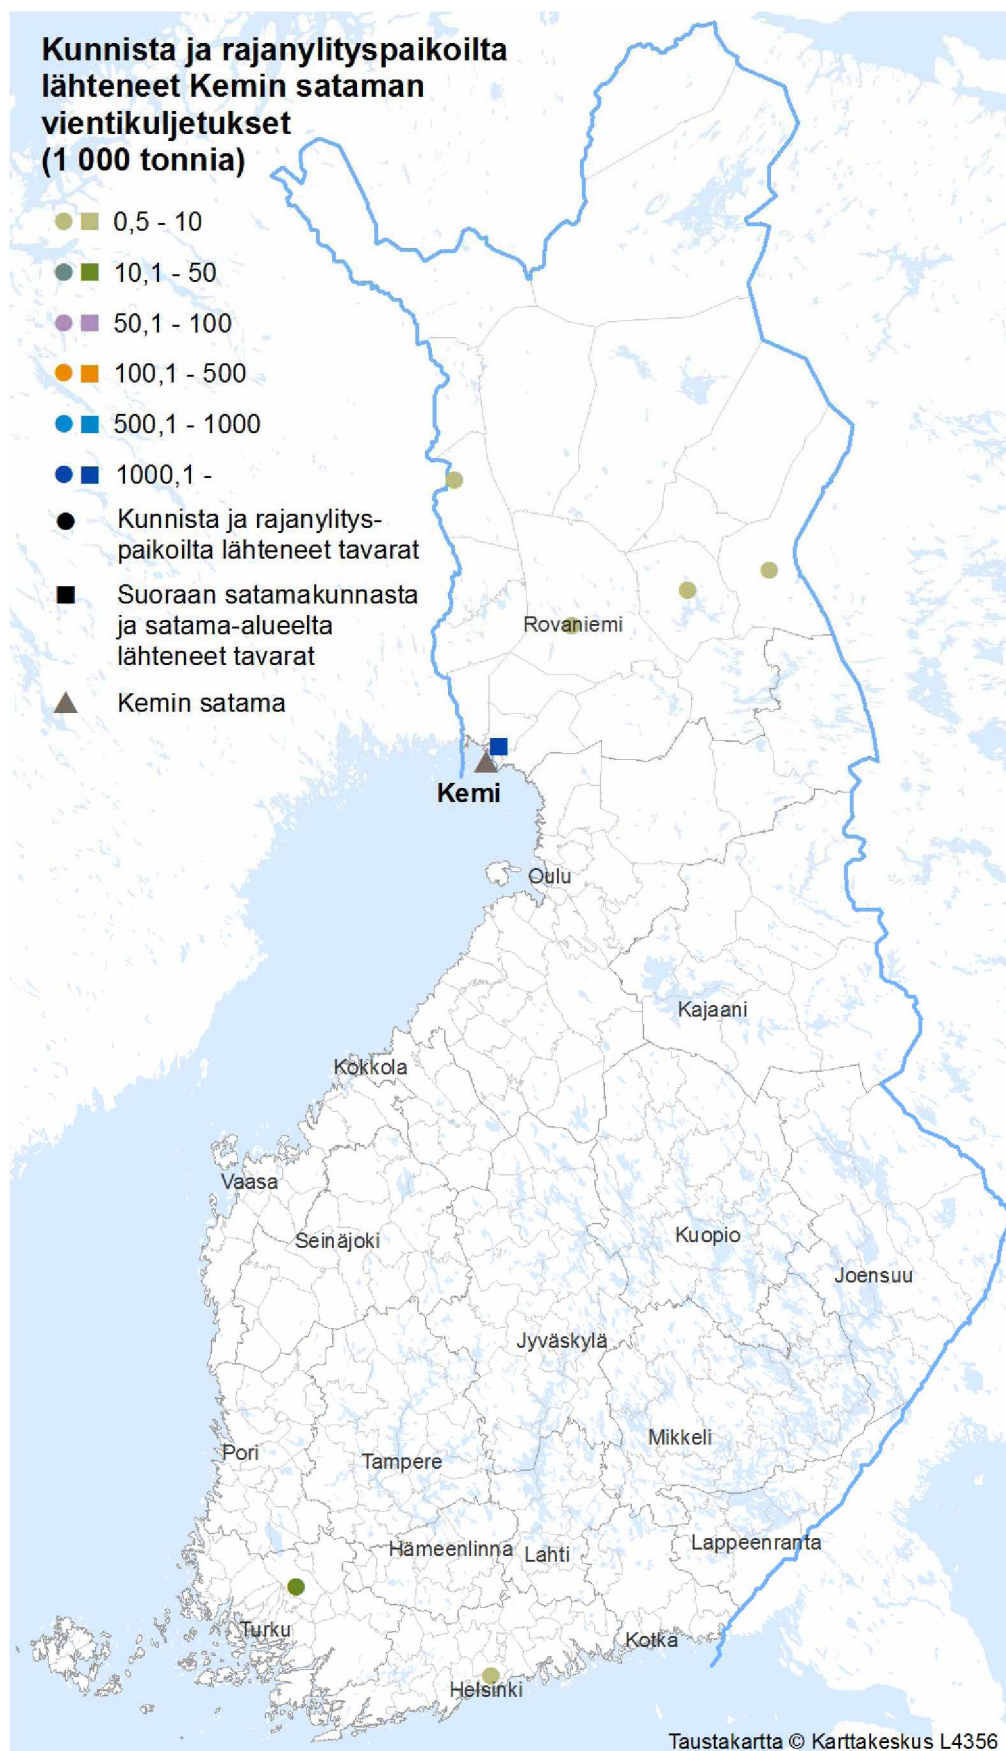 Kunnista ja rajanylityspaikoilta
lähteneet Kemin sataman
vientikuljetukset
(1 000 tonnia)
0,5 - 10
10,1 - 50
50,1 - 100
100,1 - 500
500,1 - 1000
1000,1 -
Kunnista ja rajanylitys-
paikoilta lähteneet tavarat
Suoraan satamakunnasta
ja satama-alueelta
lähteneet tavarat
Kemin satama
Rovaniemi
Kemi
Oulu
Kajaani
Kokkola
Vaasa
Seinäjoki
Kuopio
Joensuu
Jyväskylä
Mikkeli
Pori
Tampere
Hämeenlinna
Lahti
Lappeenranta
Turku
Kotka
Helsinki
Taustakartta © Karttakeskus L4356